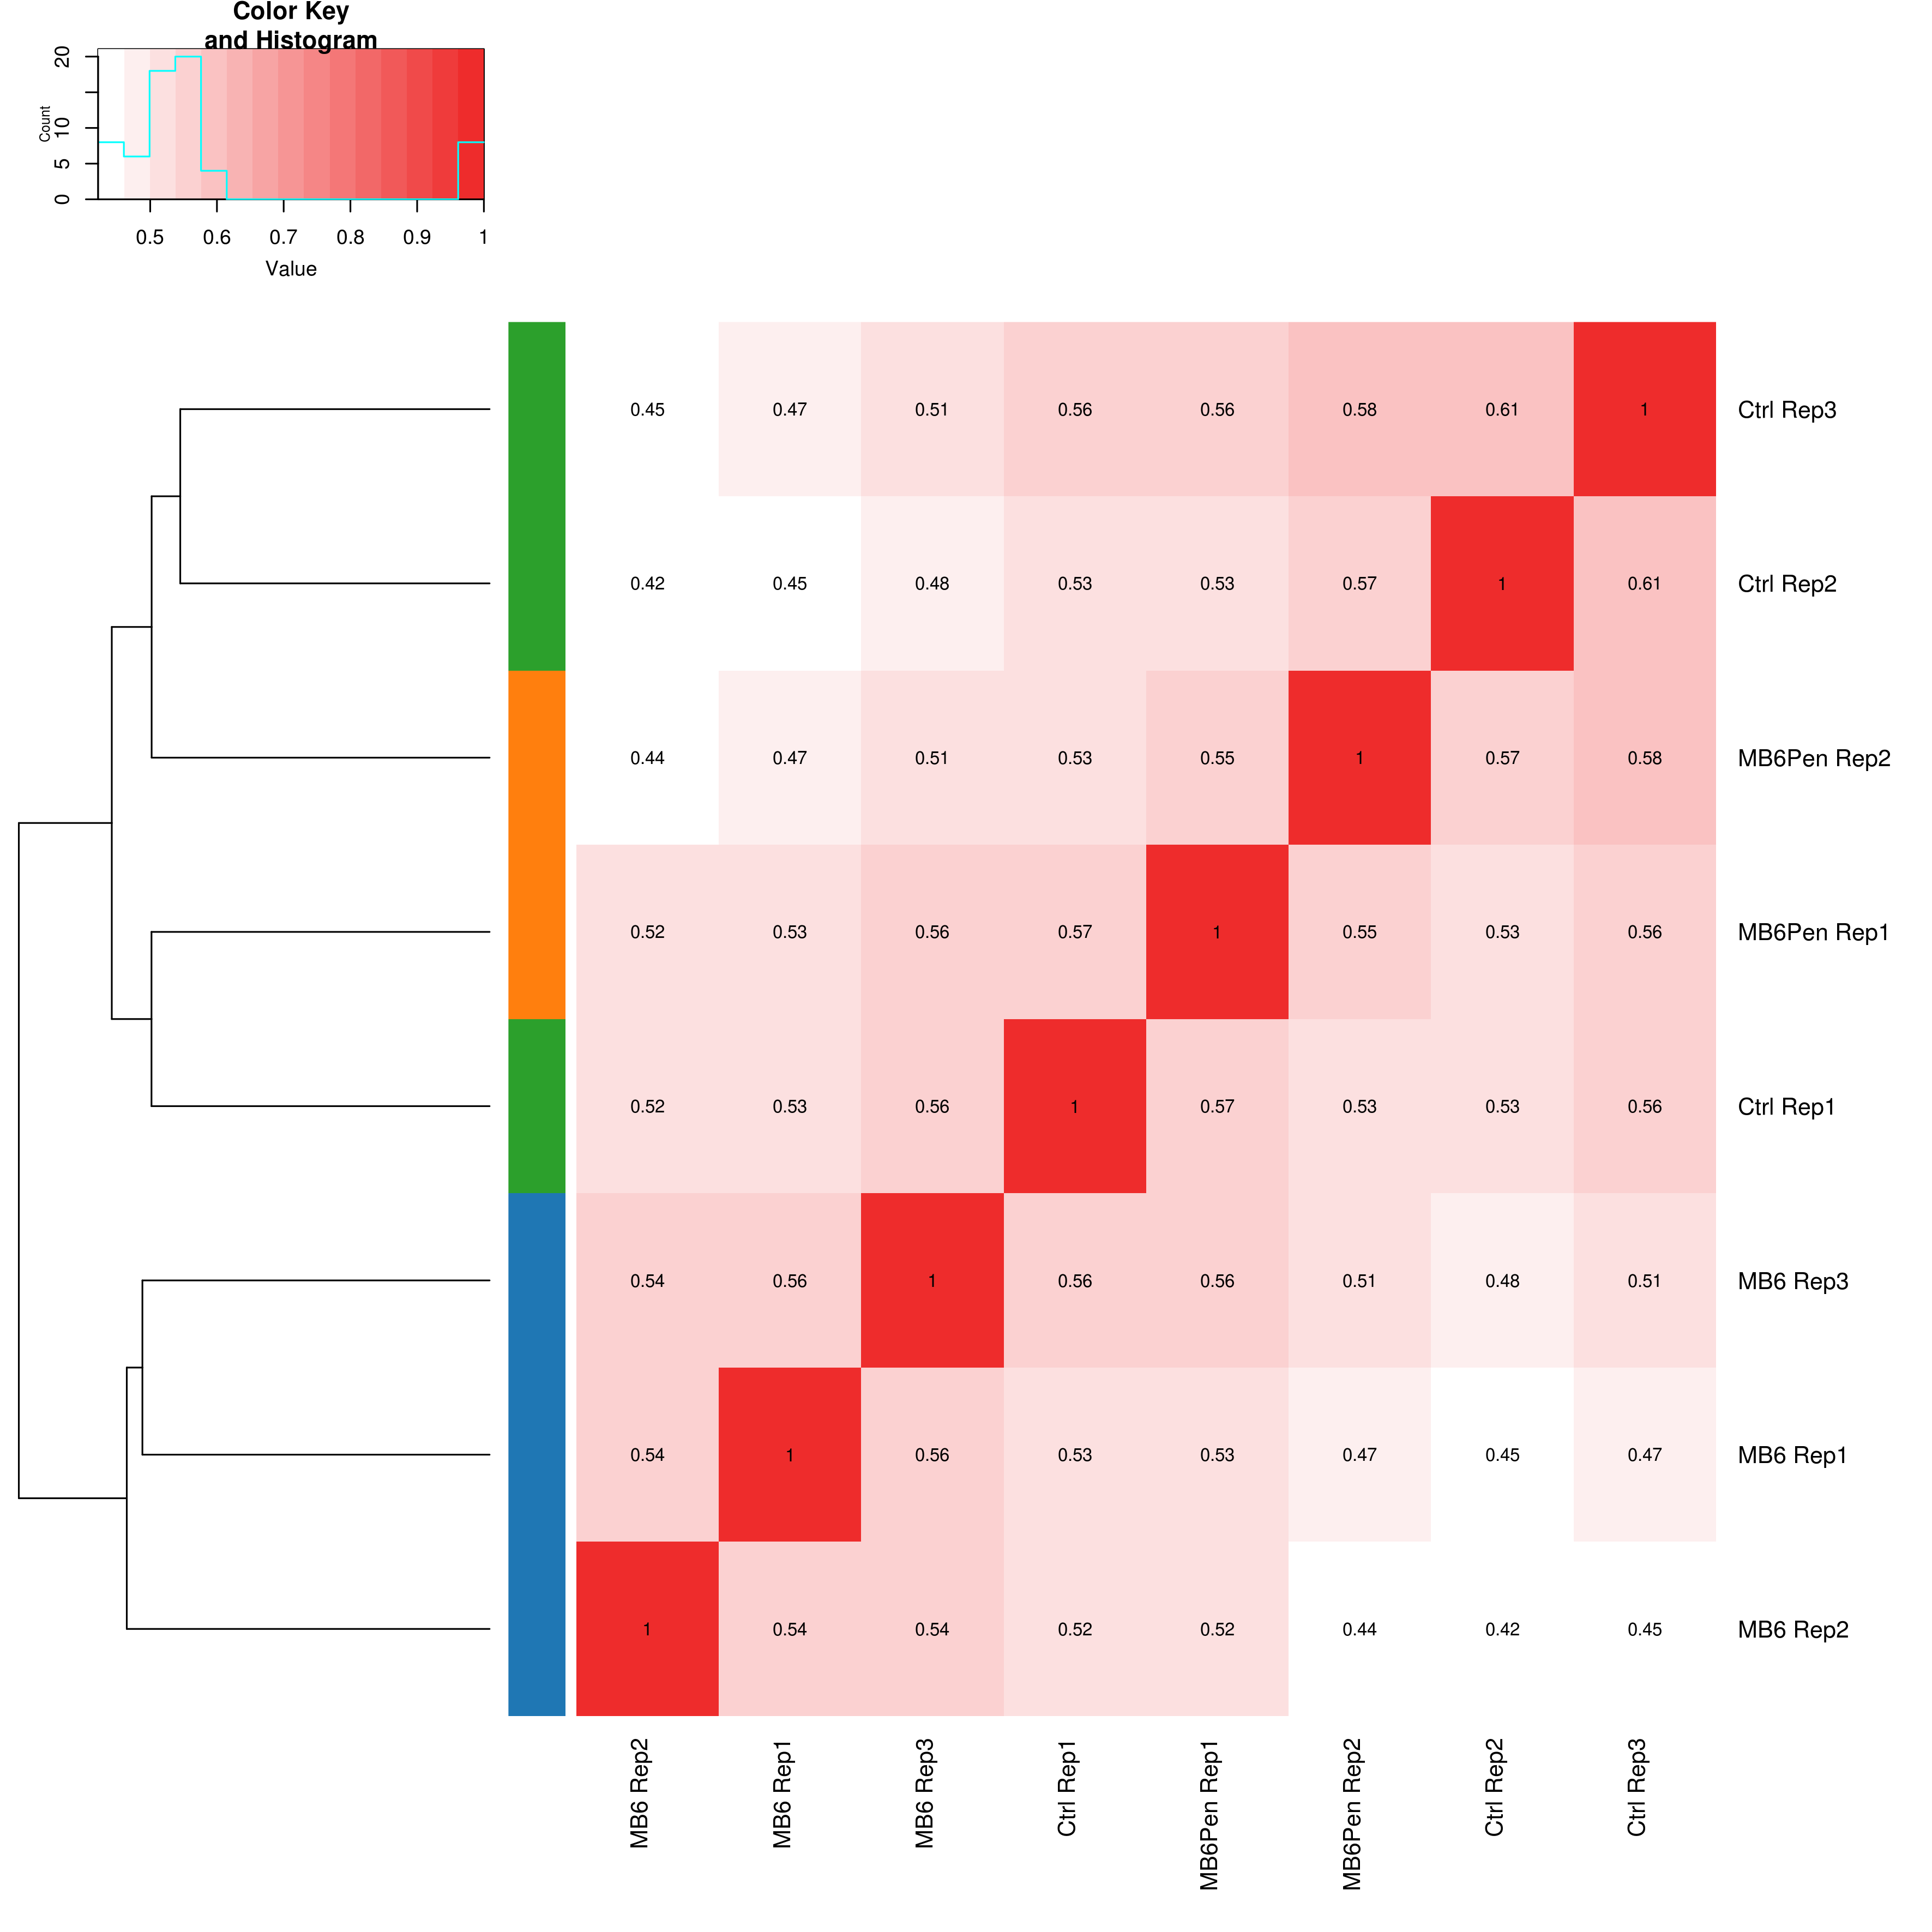 Color Key
and Histogram
Count
0 5 10 20
0.5 0.6 0.7 0.8 0.9 1
Value
0.45 0.47 0.51 0.56 0.56 0.58 0.61 1 Ctrl Rep3
0.42 0.45 0.48 0.53 0.53 0.57 1 0.61 Ctrl Rep2
0.44 0.47 0.51 0.53 0.55 1 0.57 0.58 MB6Pen Rep2
0.52 0.53 0.56 0.57 1 0.55 0.53 0.56 MB6Pen Rep1
0.52 0.53 0.56 1 0.57 0.53 0.53 0.56 Ctrl Rep1
0.54 0.56 1 0.56 0.56 0.51 0.48 0.51 MB6 Rep3
0.54 1 0.56 0.53 0.53 0.47 0.45 0.47 MB6 Rep1
1 0.54 0.54 0.52 0.52 0.44 0.42 0.45 MB6 Rep2
MB6 Rep2
MB6 Rep1
MB6 Rep3
Ctrl Rep1
MB6Pen Rep1
MB6Pen Rep2
Ctrl Rep2
Ctrl Rep3